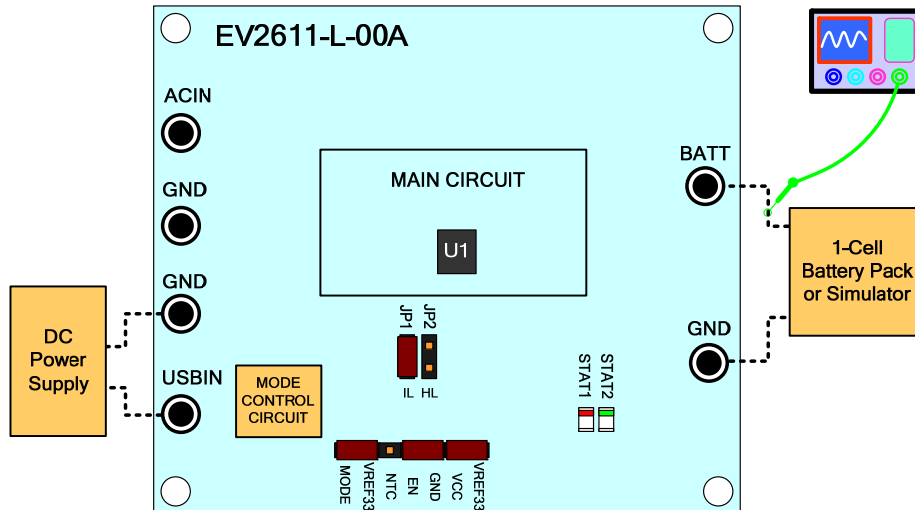 EV2611-L-00A
ACIN
GND
GND
USBIN
DC
Power
Supply
MODE
CONTROL
CIRCUIT
MAIN CIRCUIT
U1
JP1
JP2
IL
HL
MODE
VREF33
NTC
EN
GND
VCC
VREF33
STAT1
STAT2
BATT
GND
1-Cell
Battery Pack
or Simulator